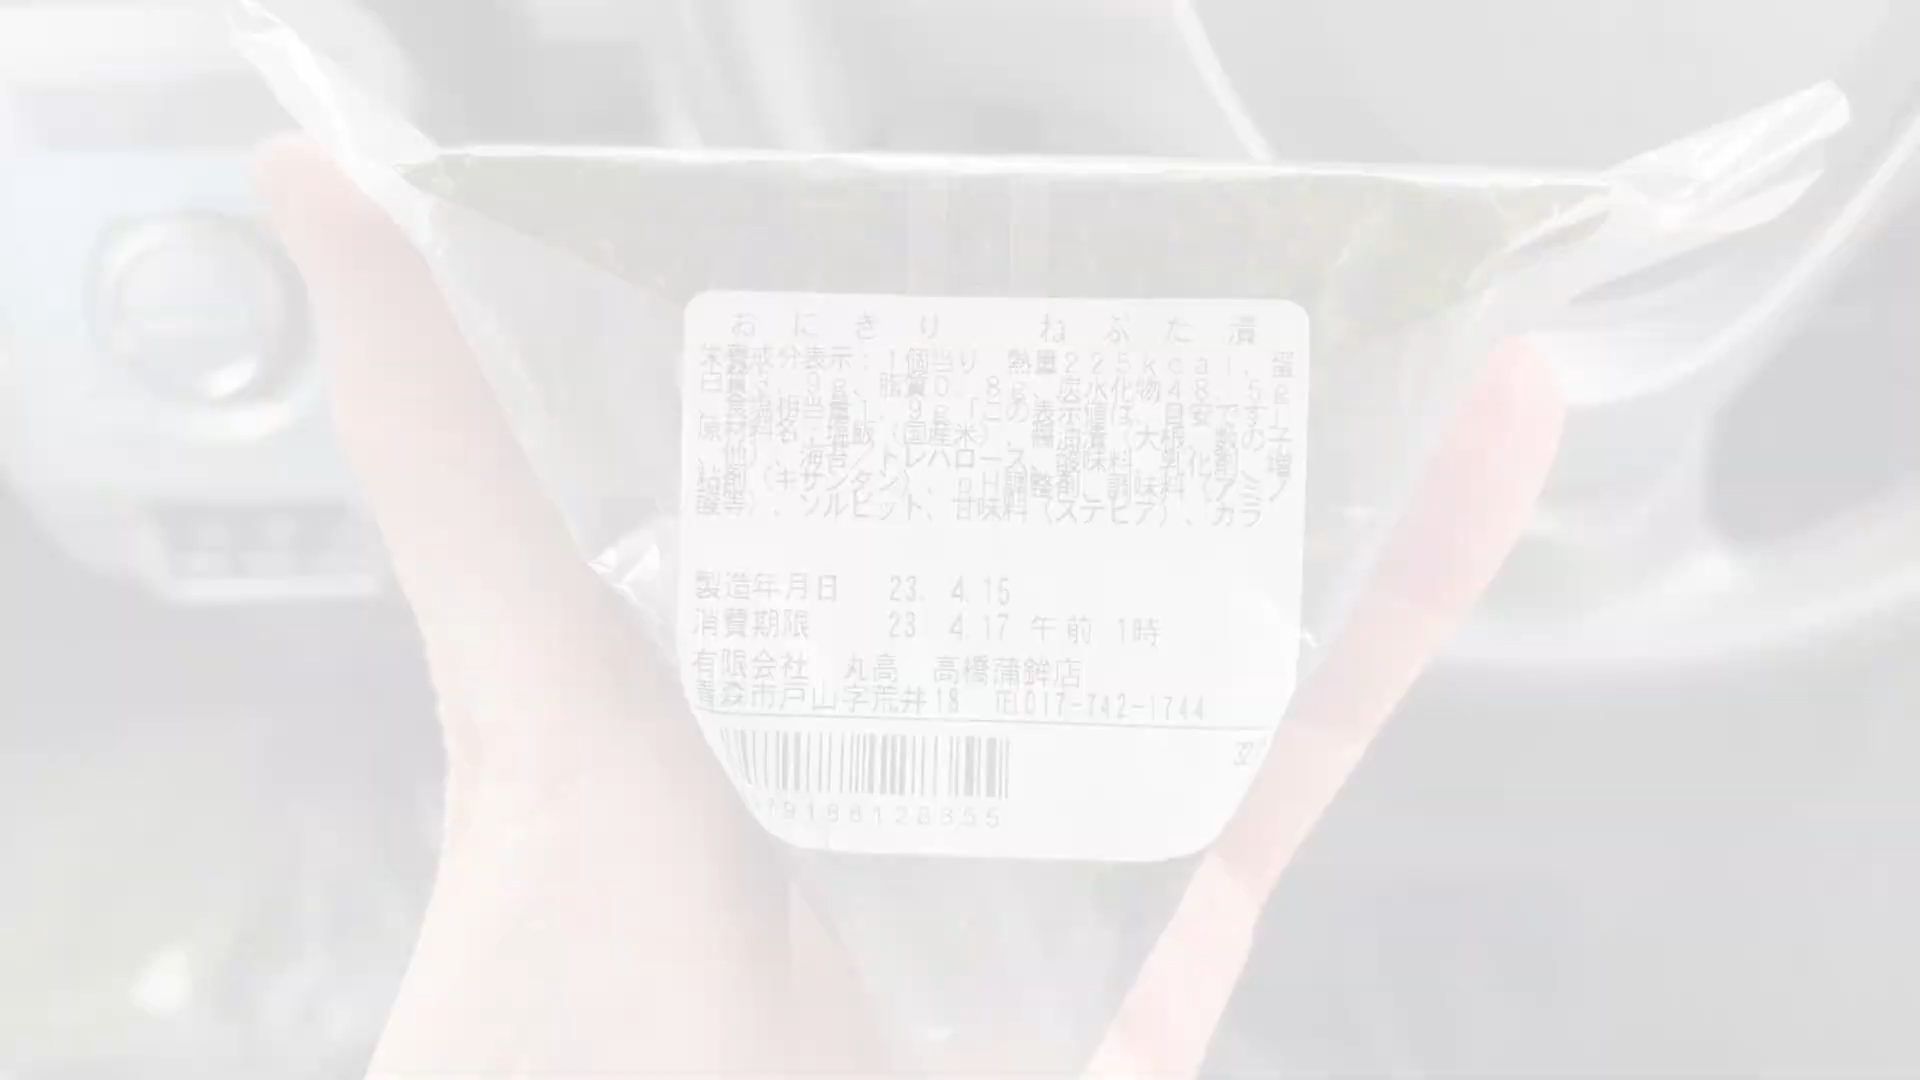 おにぎり ねぶた漬
栄養成分表示:1個当り 熱量225kcal、蛋
白質 9g、脂質0.8g、炭水化物48.5g
食塩相当量1.9g「この表示値は、目安です」
原材料名:塩飯(国産米)、醤油漬(大根、数の子
、他)、海苔/トレハロース、酸味料、乳化剤、増
粘剤(キサンタン)、pH調整剤、調味料(アミノ
酸等)、ソルビット、甘味料(ステビア)、カラ
製造年月日 23. 4.15
消費期限 23 4.17 午前 1時
有限会社 丸高 高橋蒲鉾店
青森市戸山字荒井18 TEL017-742-1744